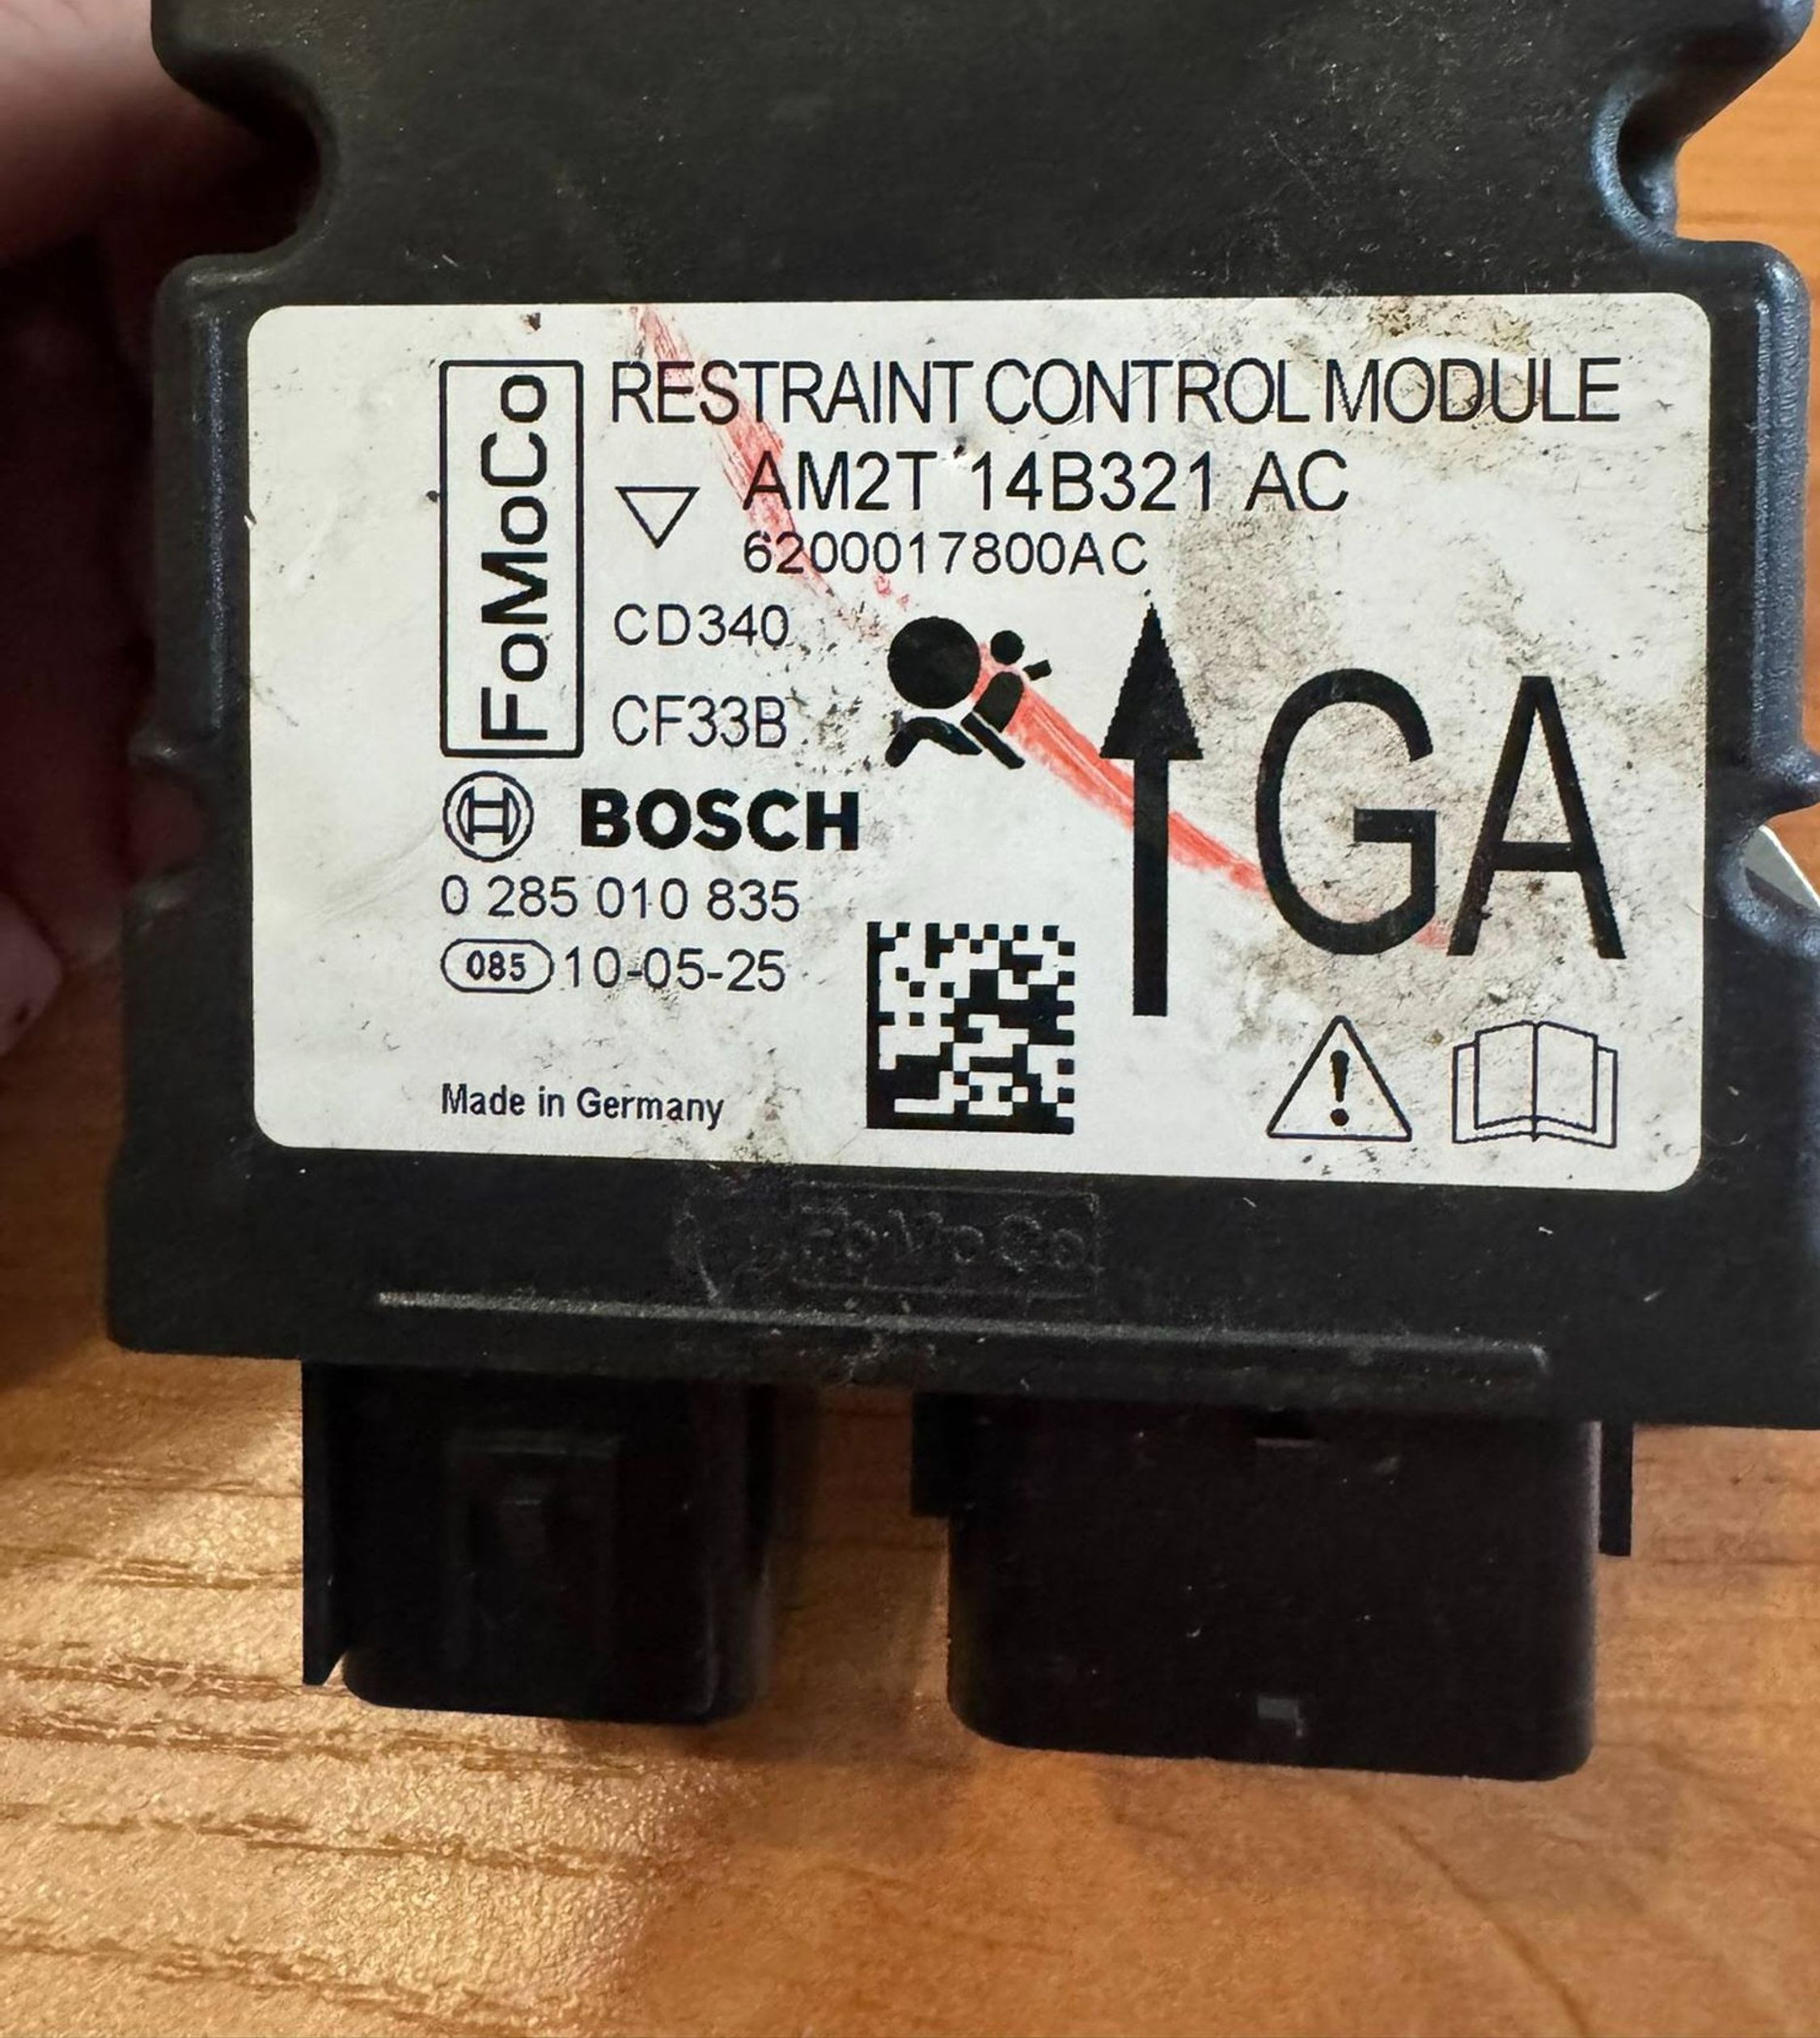 FoMoCo
RESTRAINT CONTROL MODULE
AM2T 14B321 AC
6200017800AC
CD340
CF33B
GA
BOSCH
0 285 010 835
085 10-05-25
Made in Germany
FoMoCo